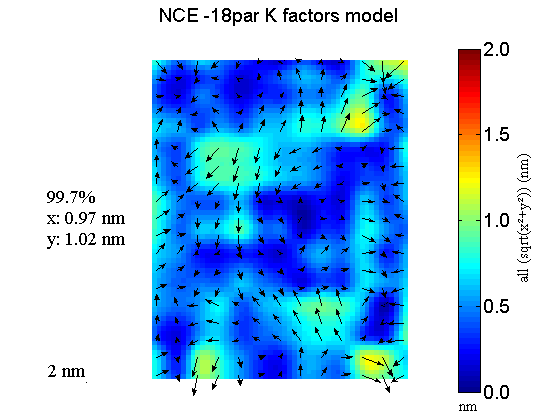 NCE -18par K factors model
99.7%
x: 0.97 nm
y: 1.02 nm
2 nm
2.0
1.5
1.0
0.5
0.0
nm
all (sqrt(x²+y²)) (nm)